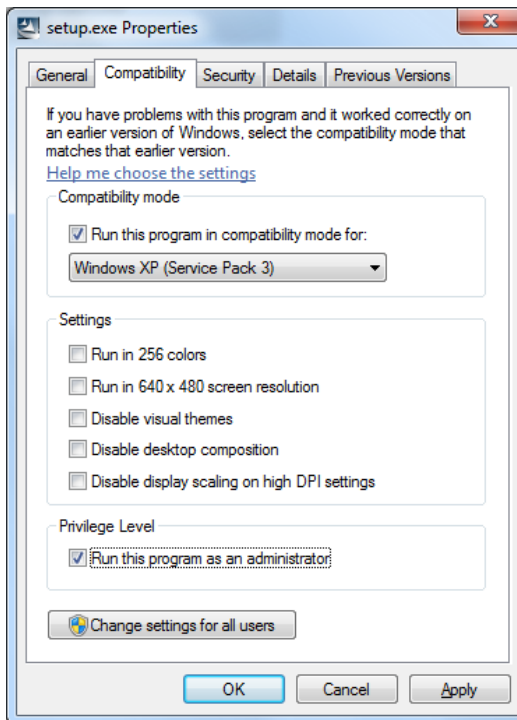 setup.exe Properties
General Compatibility Security Details Previous Versions
If you have problems with this program and it worked correctly on
an earlier version of Windows, select the compatibility mode that
matches that earlier version.
Help me choose the settings
Compatibility mode
Run this program in compatibility mode for:
Windows XP (Service Pack 3)
Settings
Run in 256 colors
Run in 640 x 480 screen resolution
Disable visual themes
Disable desktop composition
Disable display scaling on high DPI settings
Privilege Level
Run this program as an administrator
Change settings for all users
OK Cancel Apply